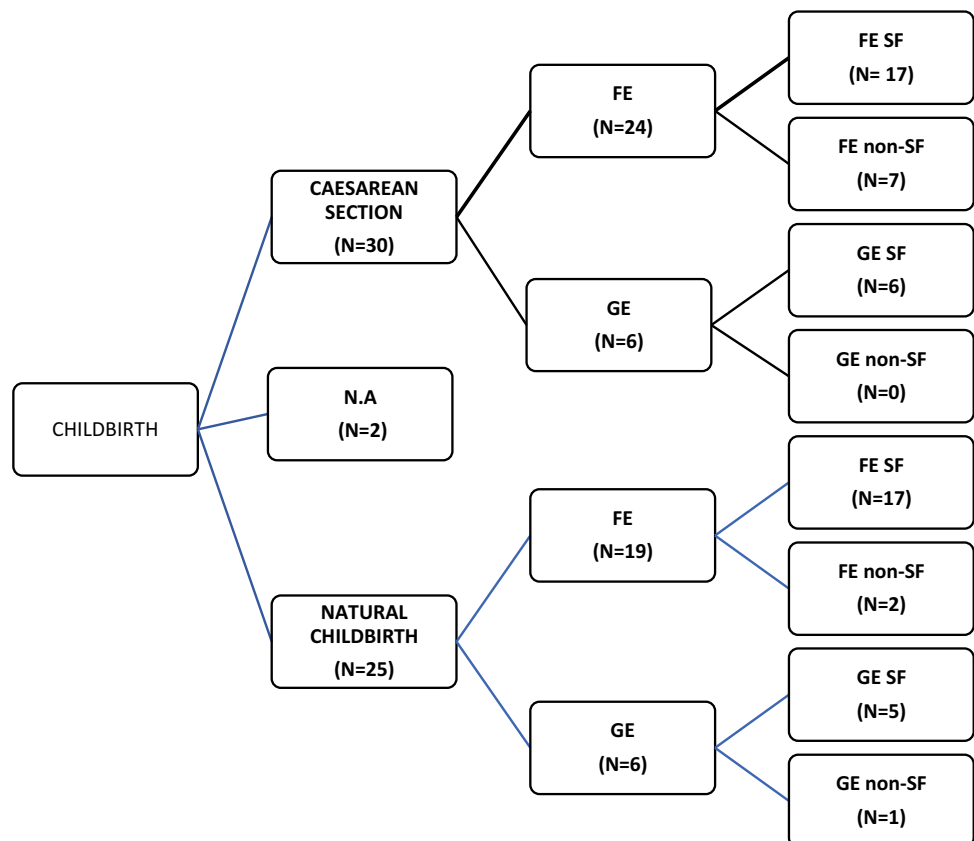 CHILDBIRTH
CAESAREAN
SECTION
(N=30)
FE
(N=24)
FE SF
(N= 17)
FE non-SF
(N=7)
GE
(N=6)
GE SF
(N=6)
GE non-SF
(N=0)
N.A
(N=2)
NATURAL
CHILDBIRTH
(N=25)
FE
(N=19)
FE SF
(N=17)
FE non-SF
(N=2)
GE
(N=6)
GE SF
(N=5)
GE non-SF
(N=1)